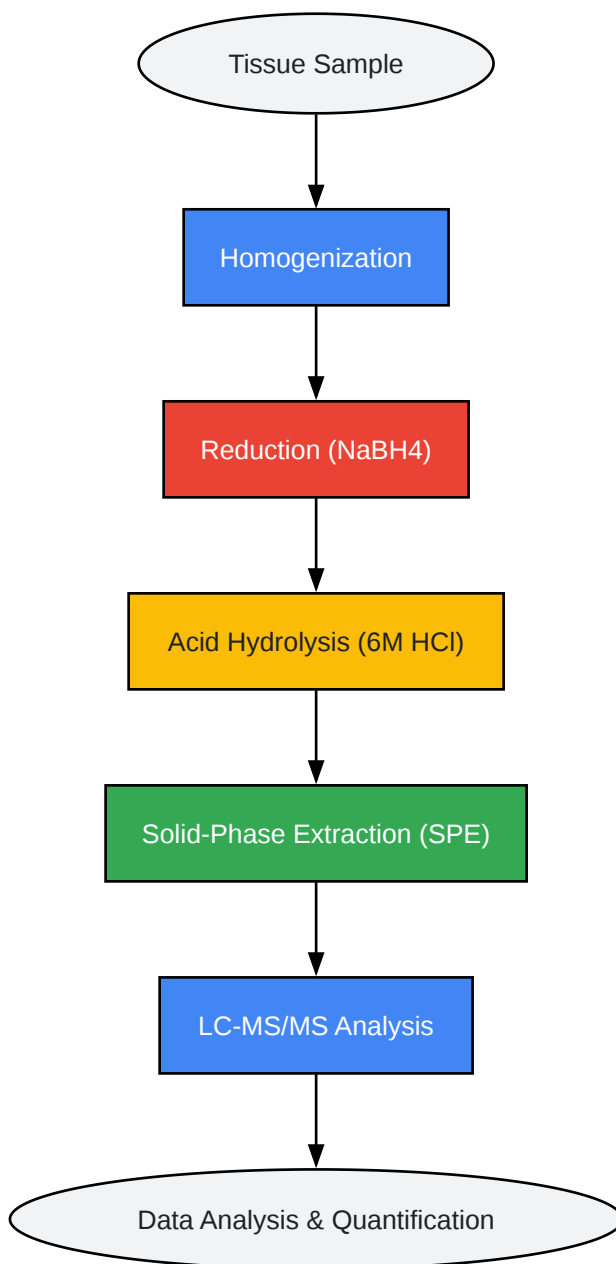 Tissue Sample
Homogenization
Reduction (NaBH4)
Acid Hydrolysis (6M HCl)
Solid-Phase Extraction (SPE)
LC-MS/MS Analysis
Data Analysis & Quantification